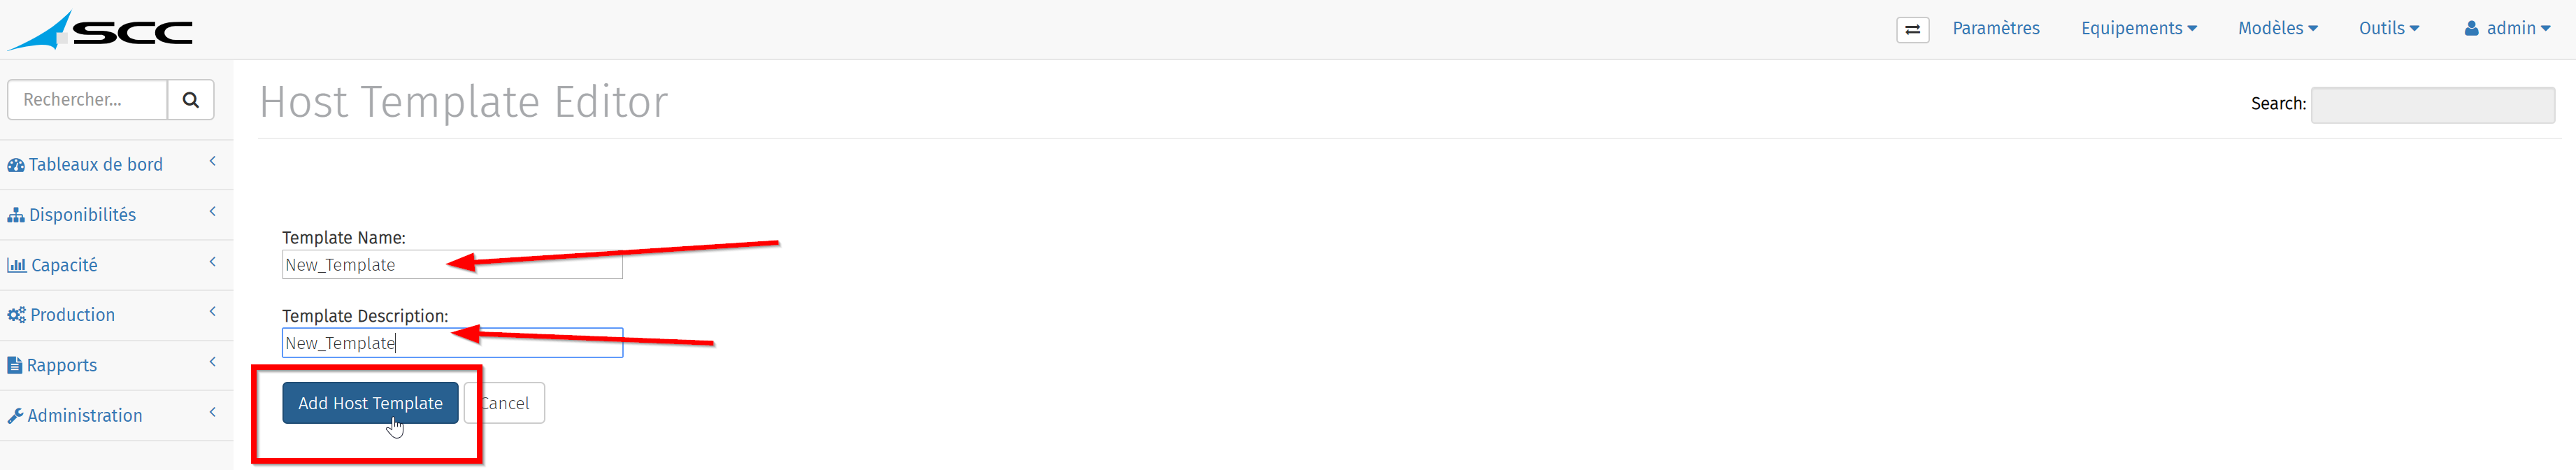 SCC
Paramètres Equipements Modèles Outils admin
Rechercher...
Host Template Editor
Search:
Tableaux de bord
Disponibilités
Capacité
Production
Rapports
Administration
Template Name:
New_Template
Template Description:
New_Template
Add Host Template Cancel